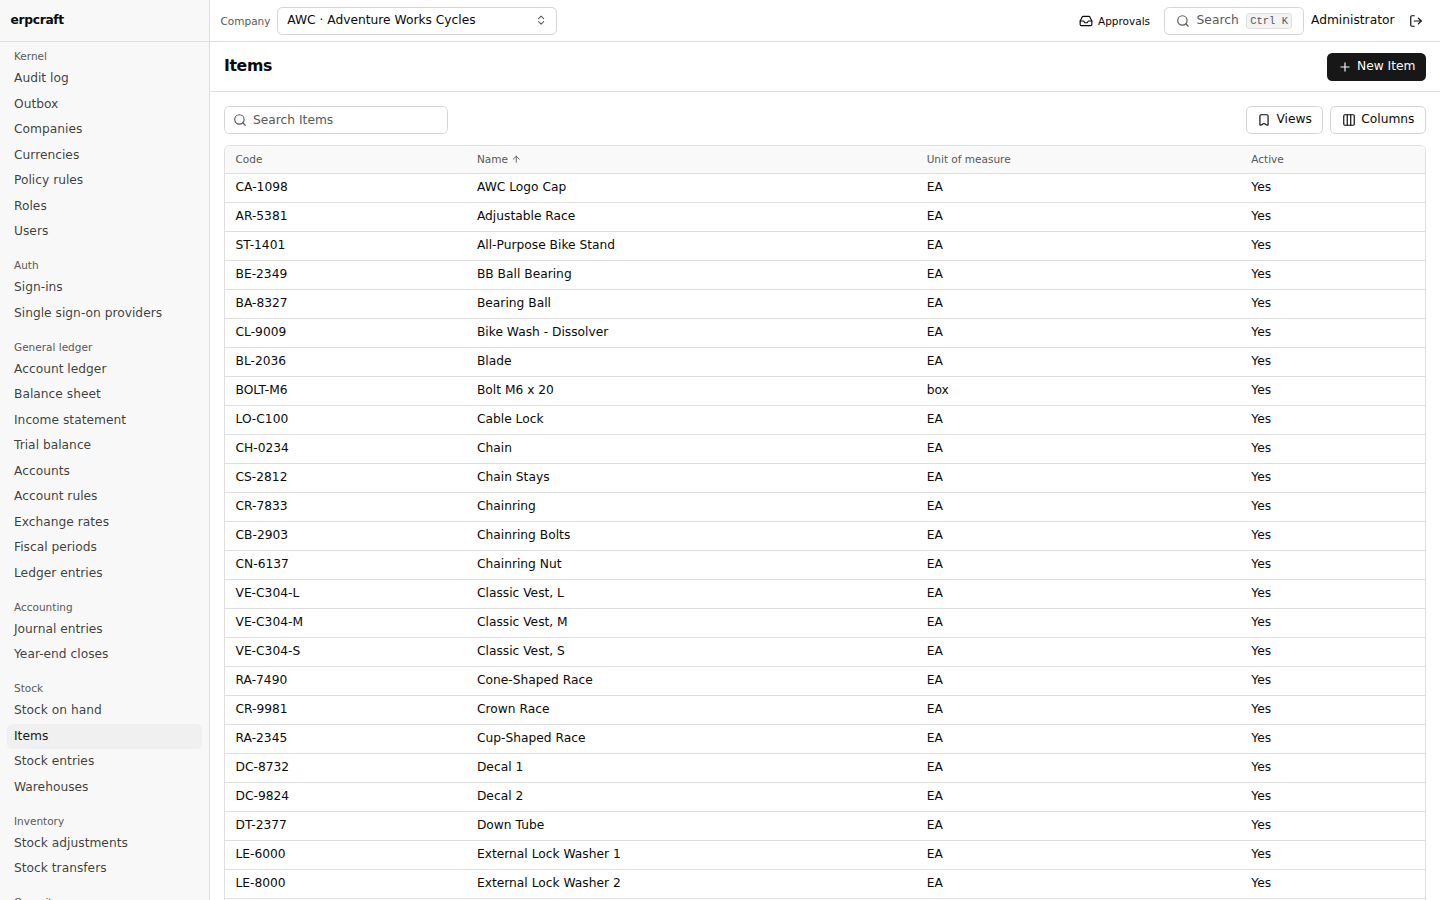 erpcraft
Company AWC · Adventure Works Cycles
Approvals
Search Ctrl K
Administrator
Kernel
Audit log
Outbox
Companies
Currencies
Policy rules
Roles
Users
Auth
Sign-ins
Single sign-on providers
General ledger
Account ledger
Balance sheet
Income statement
Trial balance
Accounts
Account rules
Exchange rates
Fiscal periods
Ledger entries
Accounting
Journal entries
Year-end closes
Stock
Stock on hand
Items
Stock entries
Warehouses
Inventory
Stock adjustments
Stock transfers
Items
New Item
Search Items
Views
Columns
Code Name Unit of measure Active
CA-1098 AWC Logo Cap EA Yes
AR-5381 Adjustable Race EA Yes
ST-1401 All-Purpose Bike Stand EA Yes
BE-2349 BB Ball Bearing EA Yes
BA-8327 Bearing Ball EA Yes
CL-9009 Bike Wash - Dissolver EA Yes
BL-2036 Blade EA Yes
BOLT-M6 Bolt M6 x 20 box Yes
LO-C100 Cable Lock EA Yes
CH-0234 Chain EA Yes
CS-2812 Chain Stays EA Yes
CR-7833 Chainring EA Yes
CB-2903 Chainring Bolts EA Yes
CN-6137 Chainring Nut EA Yes
VE-C304-L Classic Vest, L EA Yes
VE-C304-M Classic Vest, M EA Yes
VE-C304-S Classic Vest, S EA Yes
RA-7490 Cone-Shaped Race EA Yes
CR-9981 Crown Race EA Yes
RA-2345 Cup-Shaped Race EA Yes
DC-8732 Decal 1 EA Yes
DC-9824 Decal 2 EA Yes
DT-2377 Down Tube EA Yes
LE-6000 External Lock Washer 1 EA Yes
LE-8000 External Lock Washer 2 EA Yes